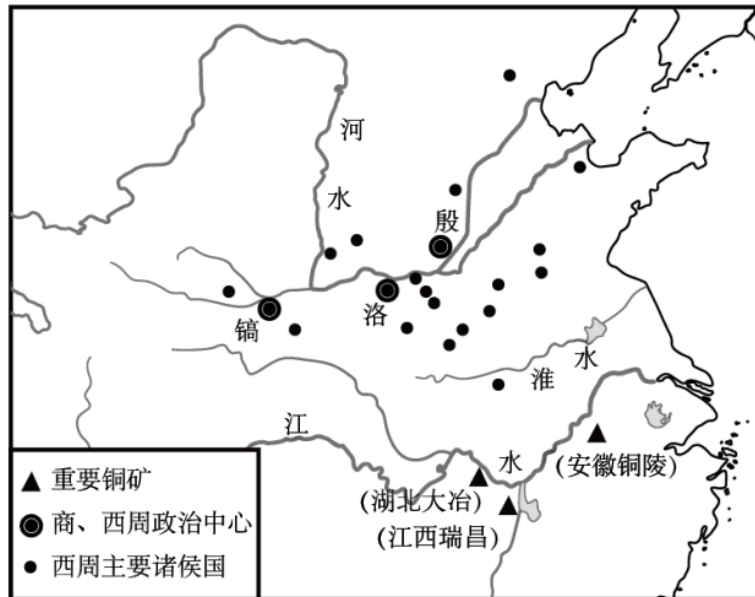 河
水
殷
镐
洛
淮
水
江
水
(安徽铜陵)
(湖北大冶)
(江西瑞昌)
重要铜矿
商、西周政治中心
西周主要诸侯国